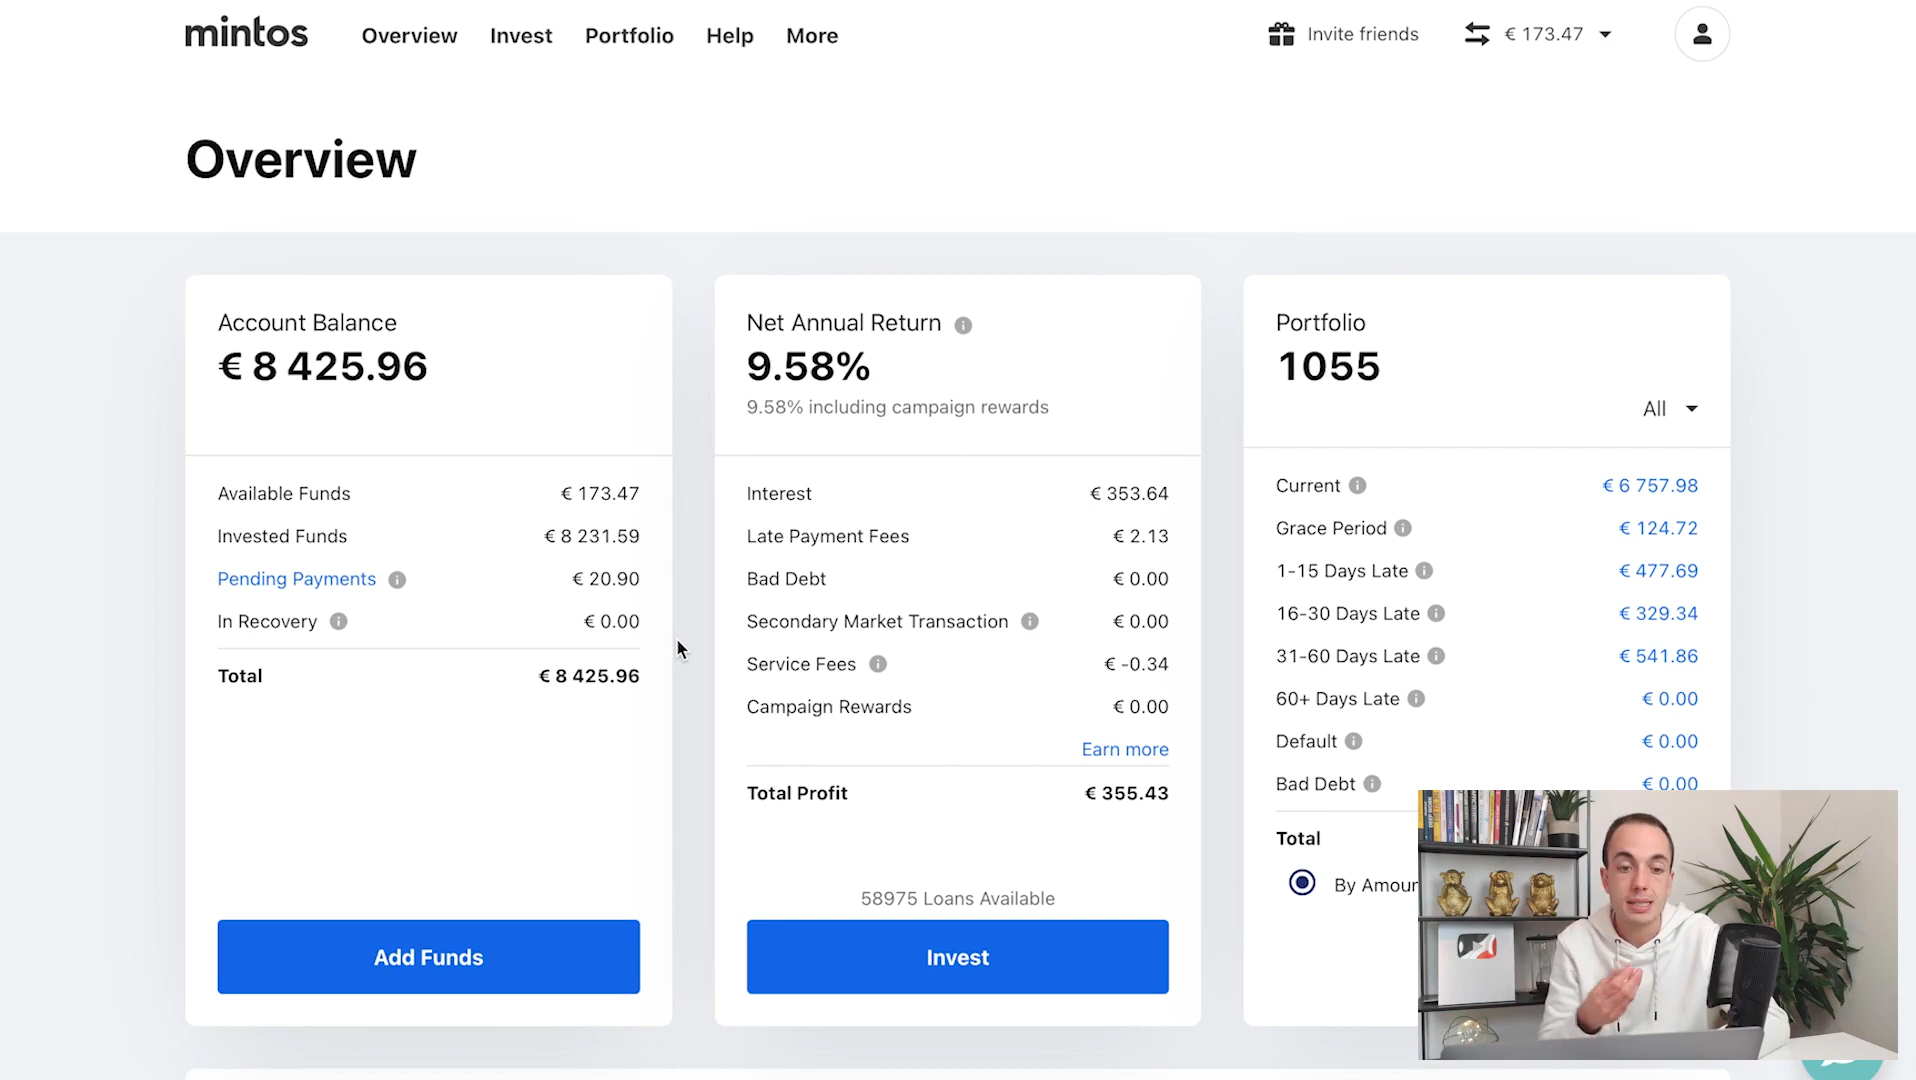 mintos
Overview
Invest
Portfolio
Help
More
Invite friends
€ 173.47
Overview
Account Balance
€ 8 425.96
Available Funds € 173.47
Invested Funds € 8 231.59
Pending Payments € 20.90
In Recovery € 0.00
Total € 8 425.96
Add Funds
Net Annual Return
9.58%
9.58% including campaign rewards
Interest € 353.64
Late Payment Fees € 2.13
Bad Debt € 0.00
Secondary Market Transaction € 0.00
Service Fees € -0.34
Campaign Rewards € 0.00
Earn more
Total Profit € 355.43
58975 Loans Available
Invest
Portfolio
1055
All
Current € 6 757.98
Grace Period € 124.72
1-15 Days Late € 477.69
16-30 Days Late € 329.34
31-60 Days Late € 541.86
60+ Days Late € 0.00
Default € 0.00
Bad Debt € 0.00
Total
By Amour